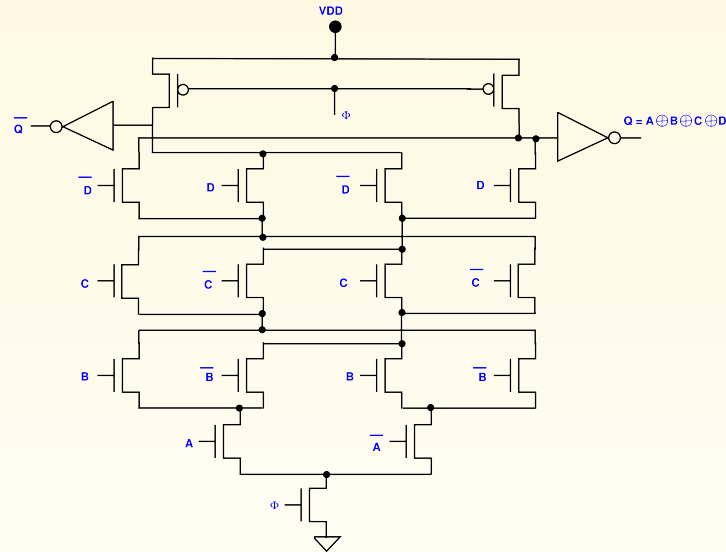 VDD
Φ
Q̅
Q = A⊕B⊕C⊕D
D̅ D D̅ D
C C̅ C C̅
B B̅ B B̅
A A̅
Φ